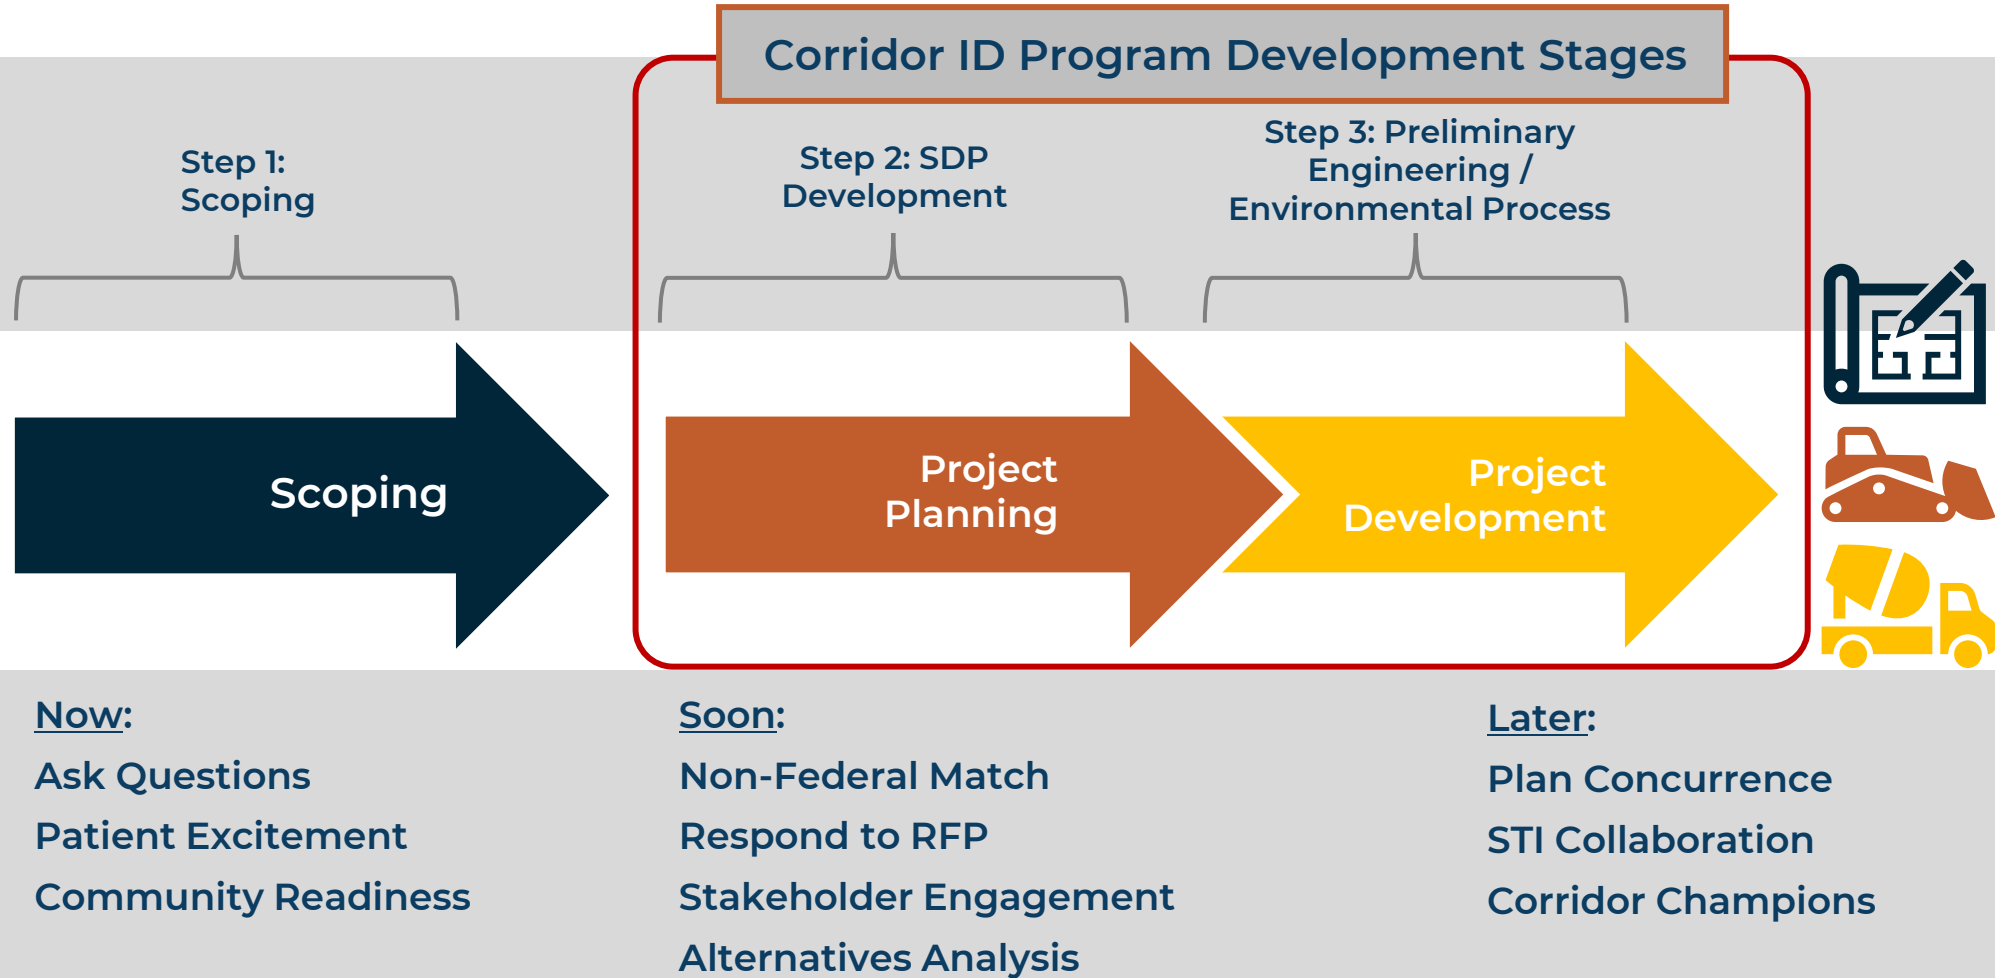 Corridor ID Program Development Stages
Step 1:
Scoping
Step 2: SDP
Development
Step 3: Preliminary
Engineering /
Environmental Process
Scoping
Project
Planning
Project
Development
Now:
Ask Questions
Patient Excitement
Community Readiness
Soon:
Non-Federal Match
Respond to RFP
Stakeholder Engagement
Alternatives Analysis
Later:
Plan Concurrence
STI Collaboration
Corridor Champions